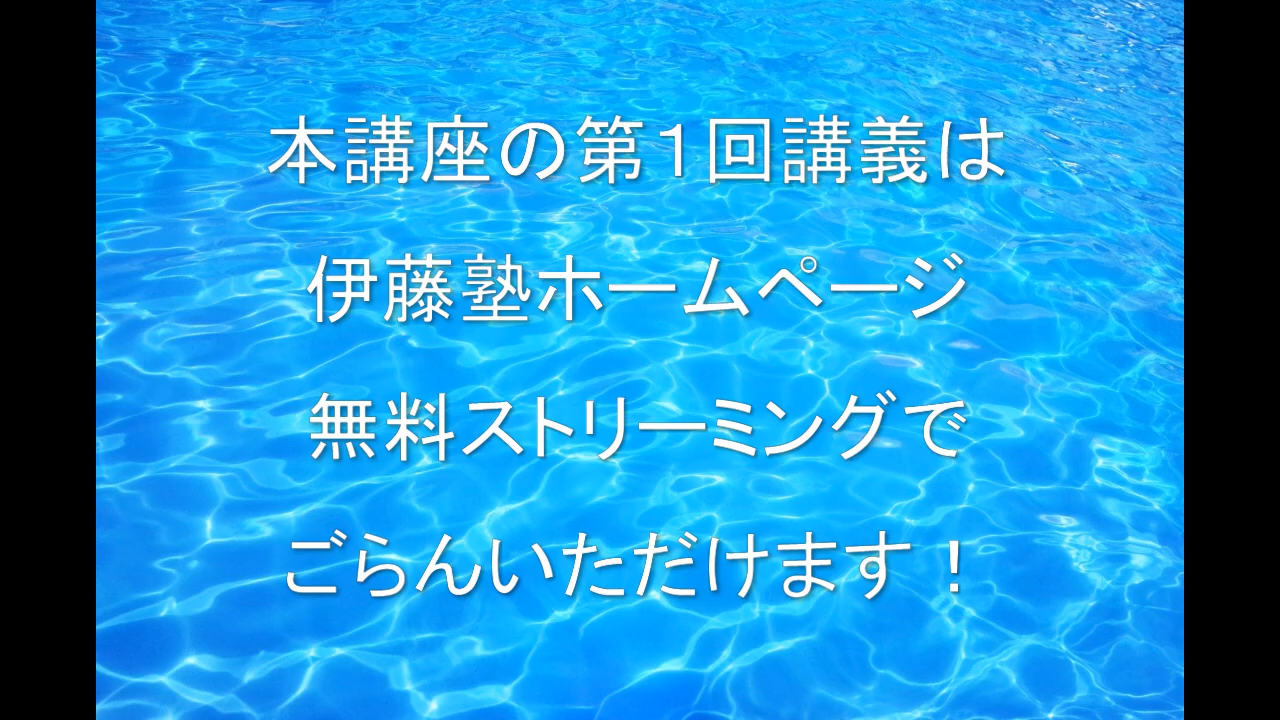 本講座の第１回講義は
伊藤塾ホームページ
無料ストリーミングで
ごらんいただけます！